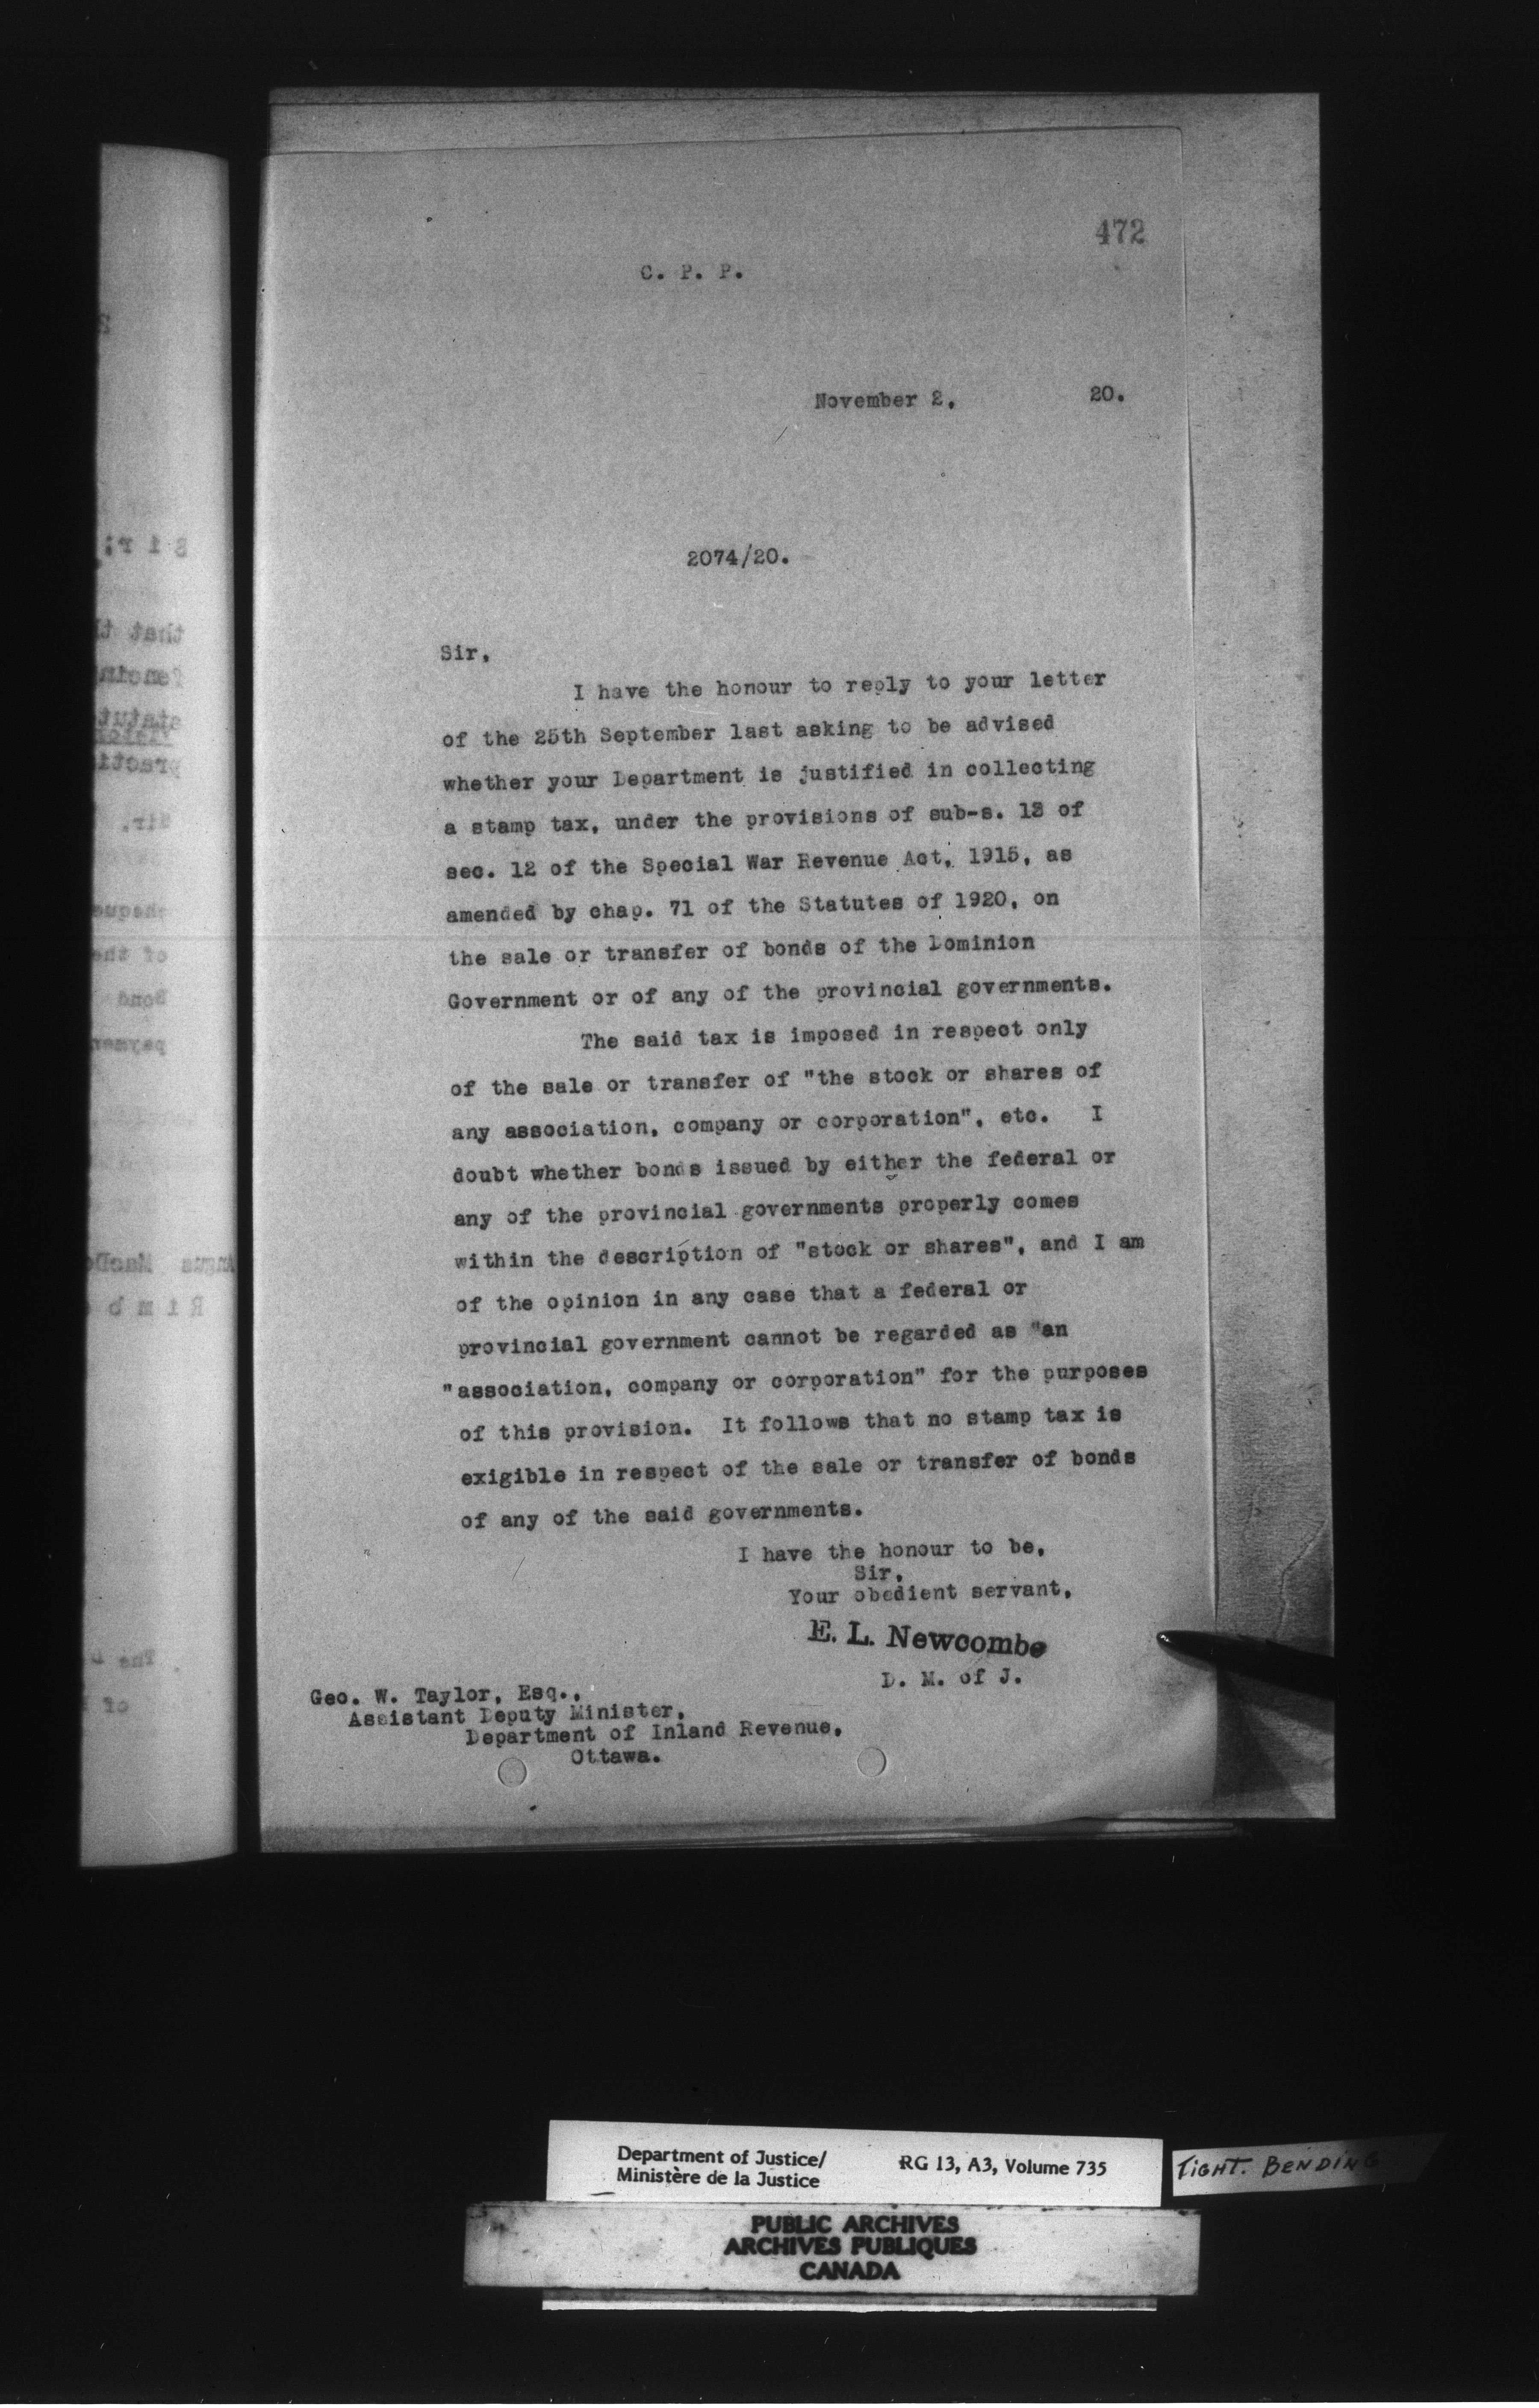 472
C. P. P.
November 2, 20.
2074/20.
Sir,
I have the honour to reply to your letter
of the 25th September last asking to be advised
whether your Department is justified in collecting
a stamp tax, under the provisions of sub-s. 13 of
sec. 12 of the Special War Revenue Act, 1915, as
amended by chap. 71 of the Statutes of 1920, on
the sale or transfer of bonds of the Dominion
Government or of any of the provincial governments.
The said tax is imposed in respect only
of the sale or transfer of "the stock or shares of
any association, company or corporation", etc. I
doubt whether bonds issued by either the federal or
any of the provincial governments properly comes
within the description of "stock or shares", and I am
of the opinion in any case that a federal or
provincial government cannot be regarded as "an
"association, company or corporation" for the purposes
of this provision. It follows that no stamp tax is
exigible in respect of the sale or transfer of bonds
of any of the said governments.
I have the honour to be,
Sir,
Your obedient servant,
E. L. Newcombe
D. M. of J.
Geo. W. Taylor, Esq.,
Assistant Deputy Minister,
Department of Inland Revenue,
Ottawa.
Department of Justice/
Ministère de la Justice
RG 13, A3, Volume 735
TIGHT. BENDING
PUBLIC ARCHIVES
ARCHIVES PUBLIQUES
CANADA